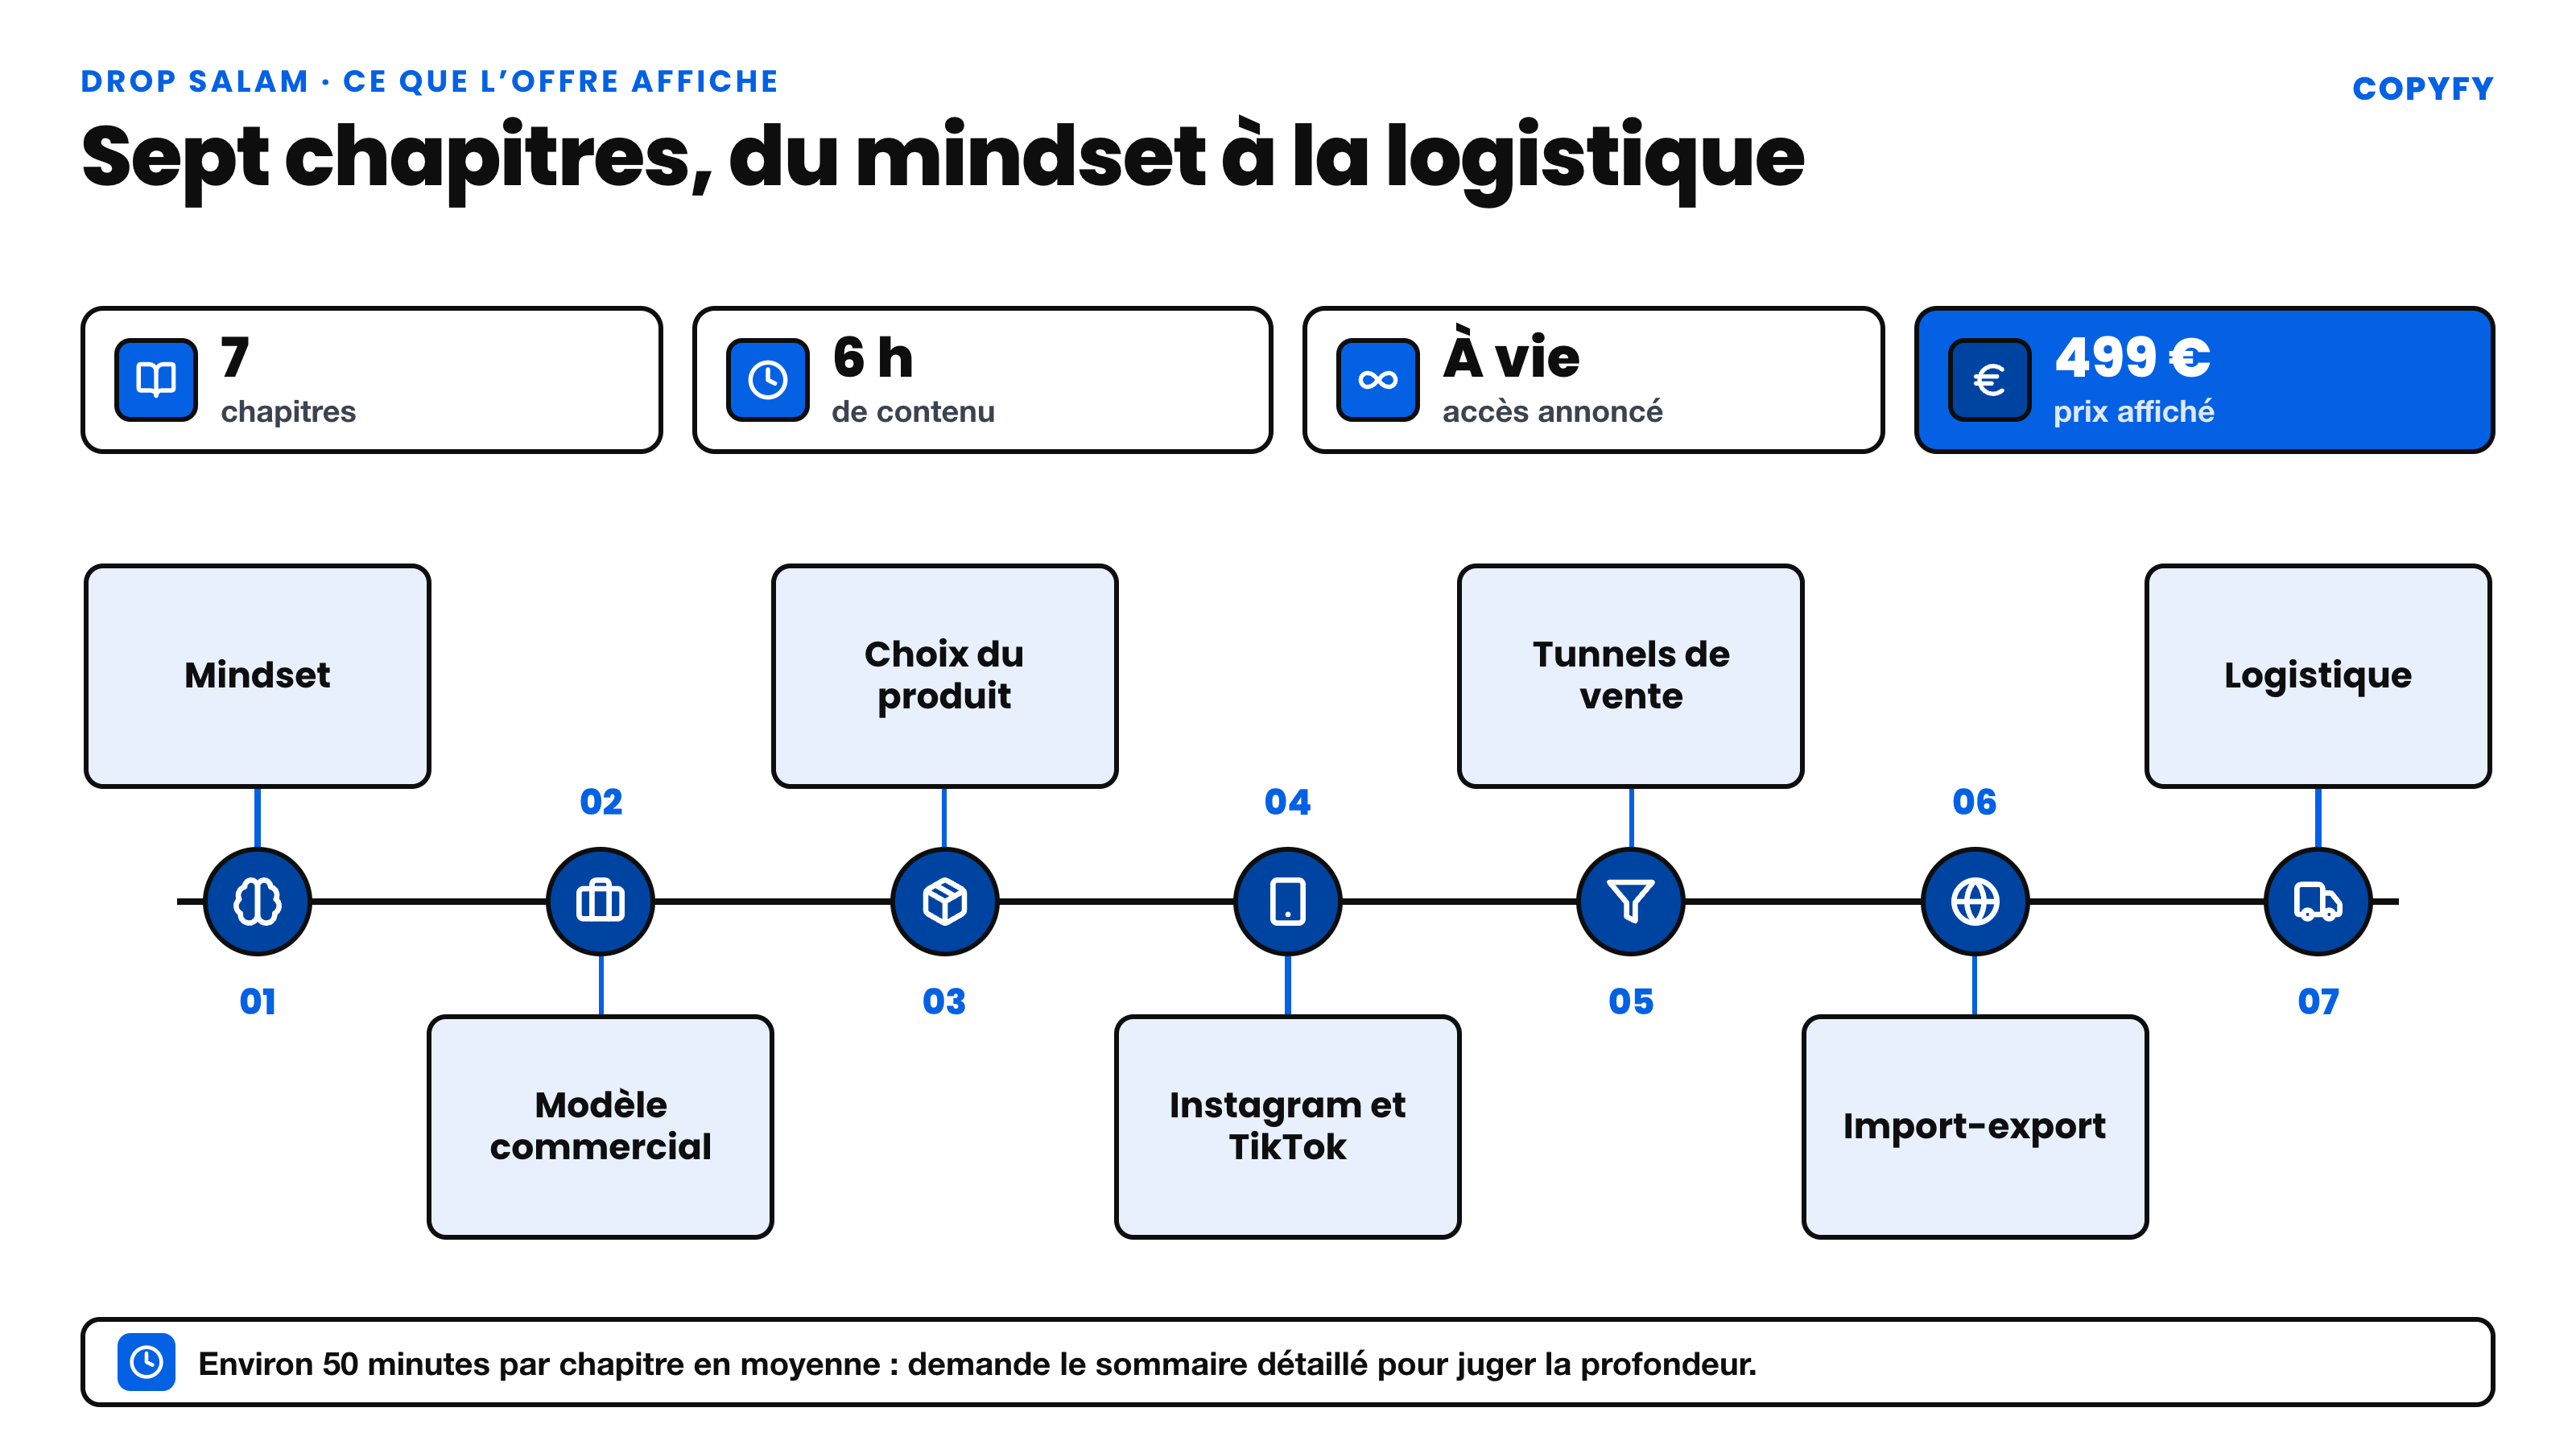 DROP SALAM · CE QUE L’OFFRE AFFICHE
COPYFY
Sept chapitres, du mindset à la logistique
7
chapitres
6 h
de contenu
À vie
accès annoncé
€
499 €
prix affiché
Mindset
01
02
Modèle
commercial
Choix du
produit
03
04
Instagram et
TikTok
Tunnels de
vente
05
06
Import-export
Logistique
07
Environ 50 minutes par chapitre en moyenne : demande le sommaire détaillé pour juger la profondeur.